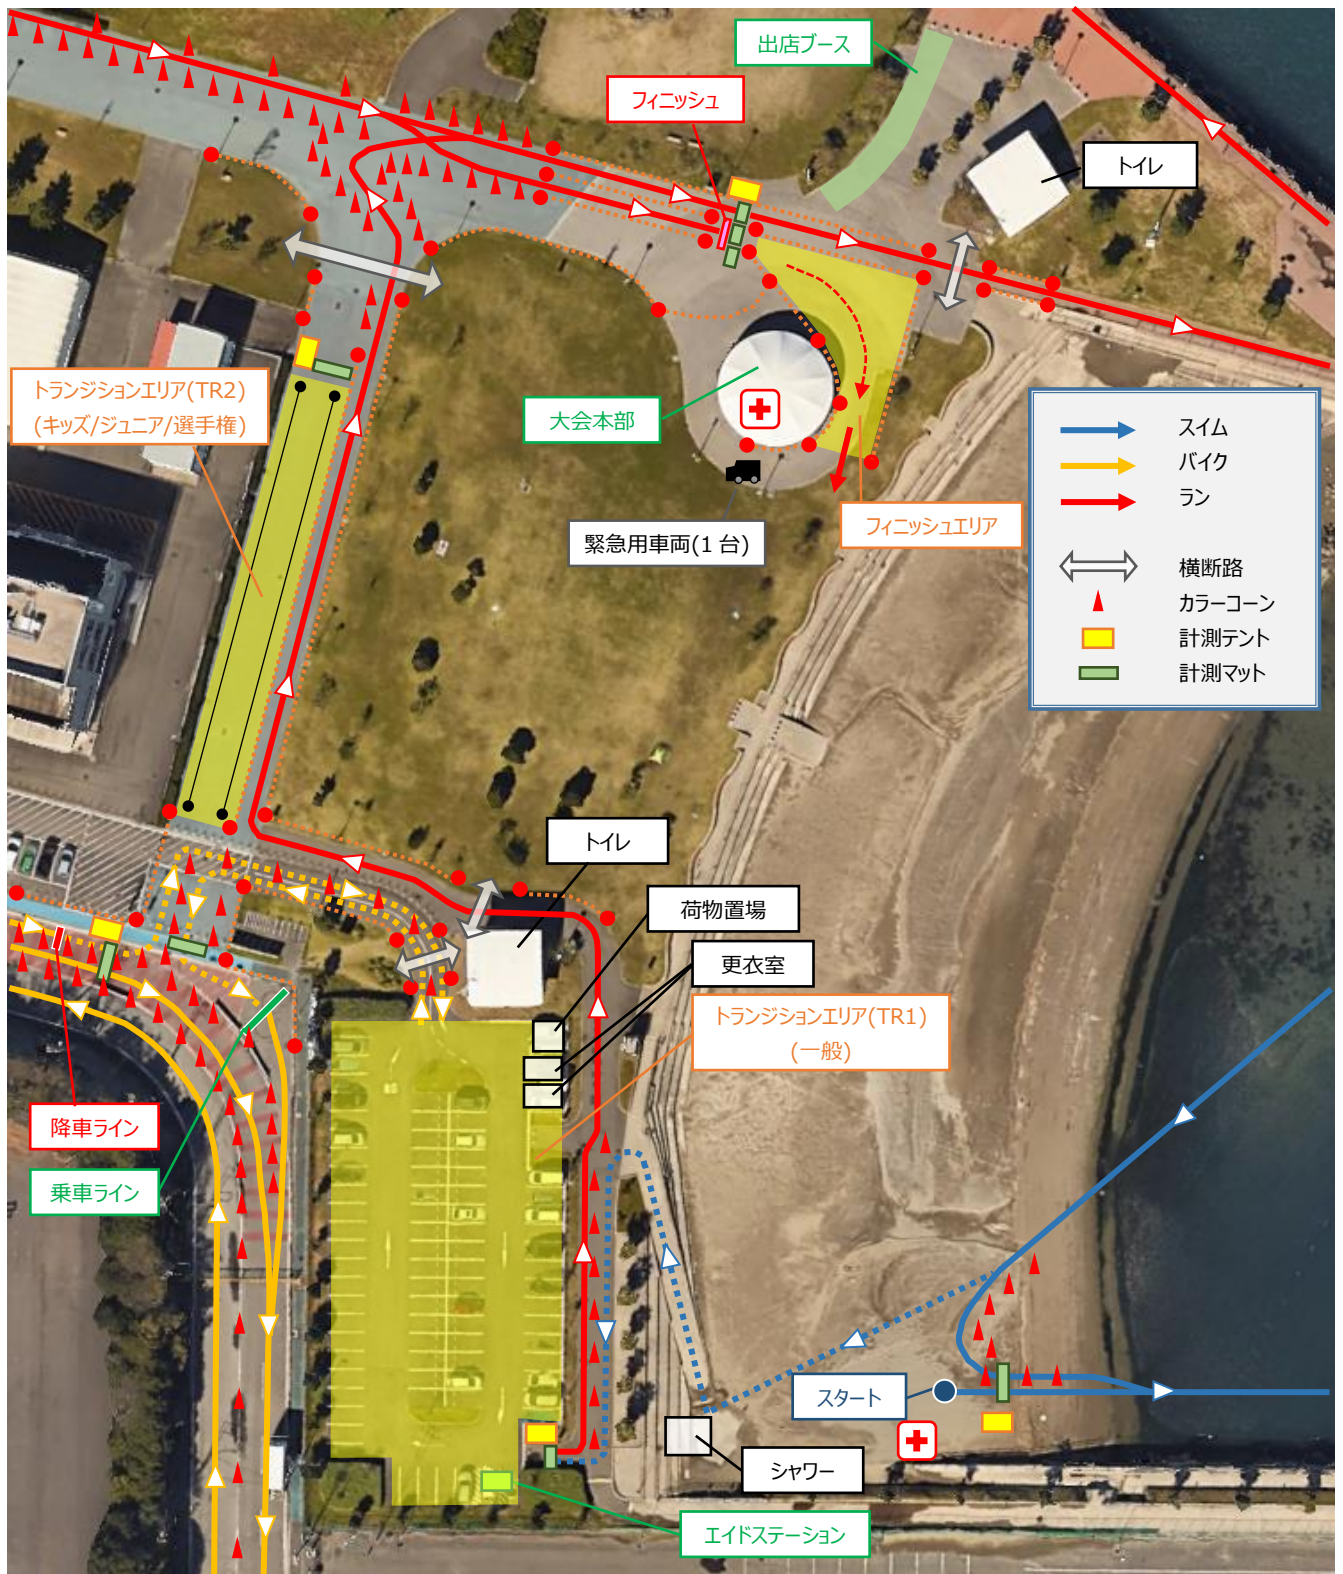 出店ブース
フィニッシュ
トイレ
トランジションエリア(TR2)
(キッズ/ジュニア/選手権)
大会本部
スイム
バイク
ラン
横断路
カラーコーン
計測テント
計測マット
フィニッシュエリア
緊急用車両(1台)
トイレ
荷物置場
更衣室
トランジションエリア(TR1)
(一般)
降車ライン
乗車ライン
スタート
シャワー
エイドステーション